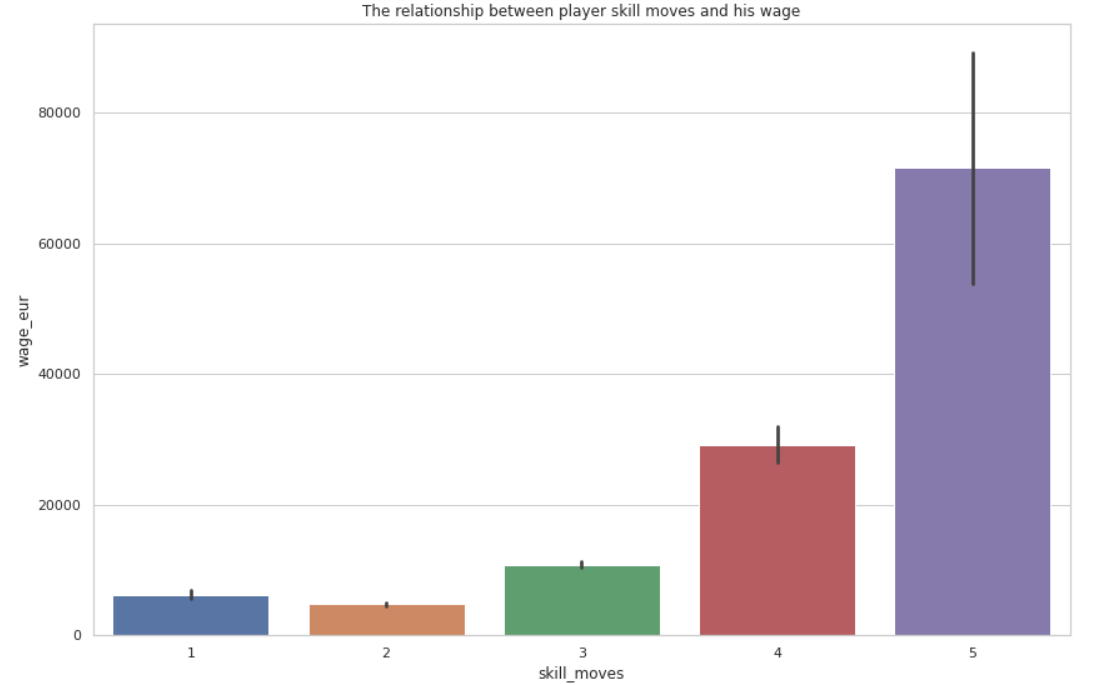 The relationship between player skill moves and his wage
80000
60000
40000
20000
0
wage_eur
1 2 3 4 5
skill_moves